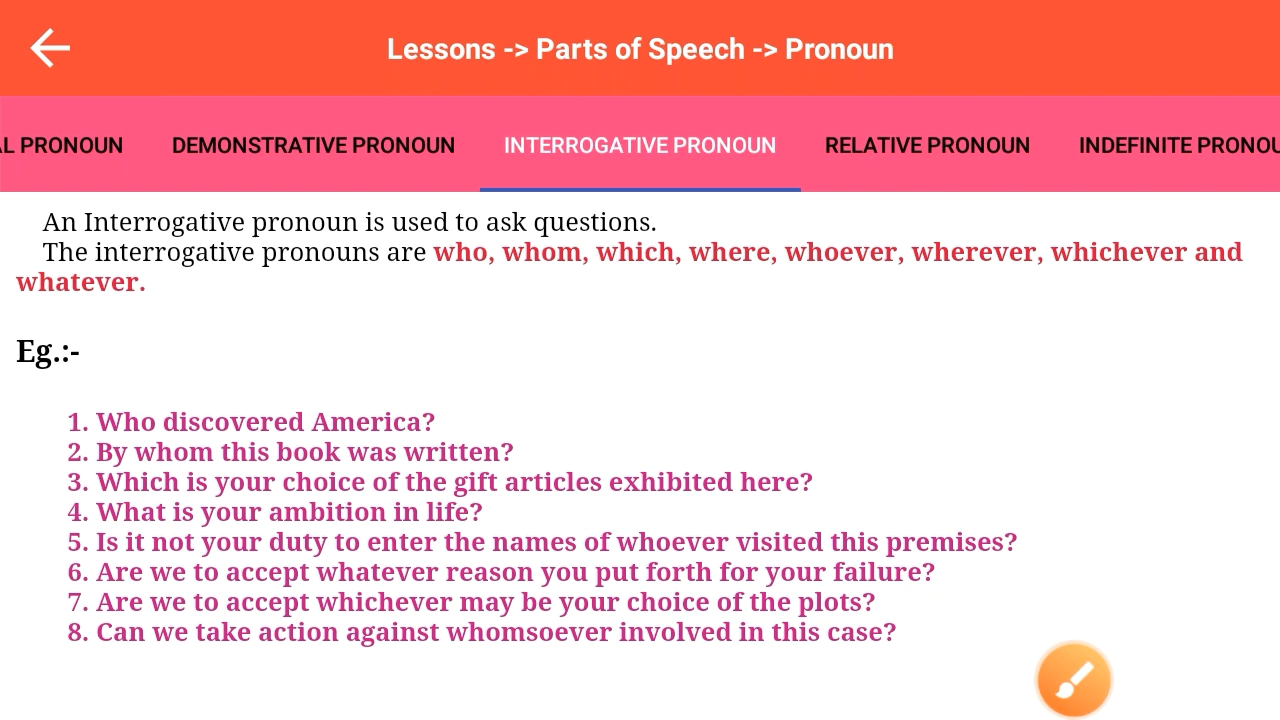 Lessons -> Parts of Speech -> Pronoun
AL PRONOUN DEMONSTRATIVE PRONOUN INTERROGATIVE PRONOUN RELATIVE PRONOUN INDEFINITE PRONOU
An Interrogative pronoun is used to ask questions.
The interrogative pronouns are who, whom, which, where, whoever, wherever, whichever and
whatever.
Eg.:-
1. Who discovered America?
2. By whom this book was written?
3. Which is your choice of the gift articles exhibited here?
4. What is your ambition in life?
5. Is it not your duty to enter the names of whoever visited this premises?
6. Are we to accept whatever reason you put forth for your failure?
7. Are we to accept whichever may be your choice of the plots?
8. Can we take action against whomsoever involved in this case?